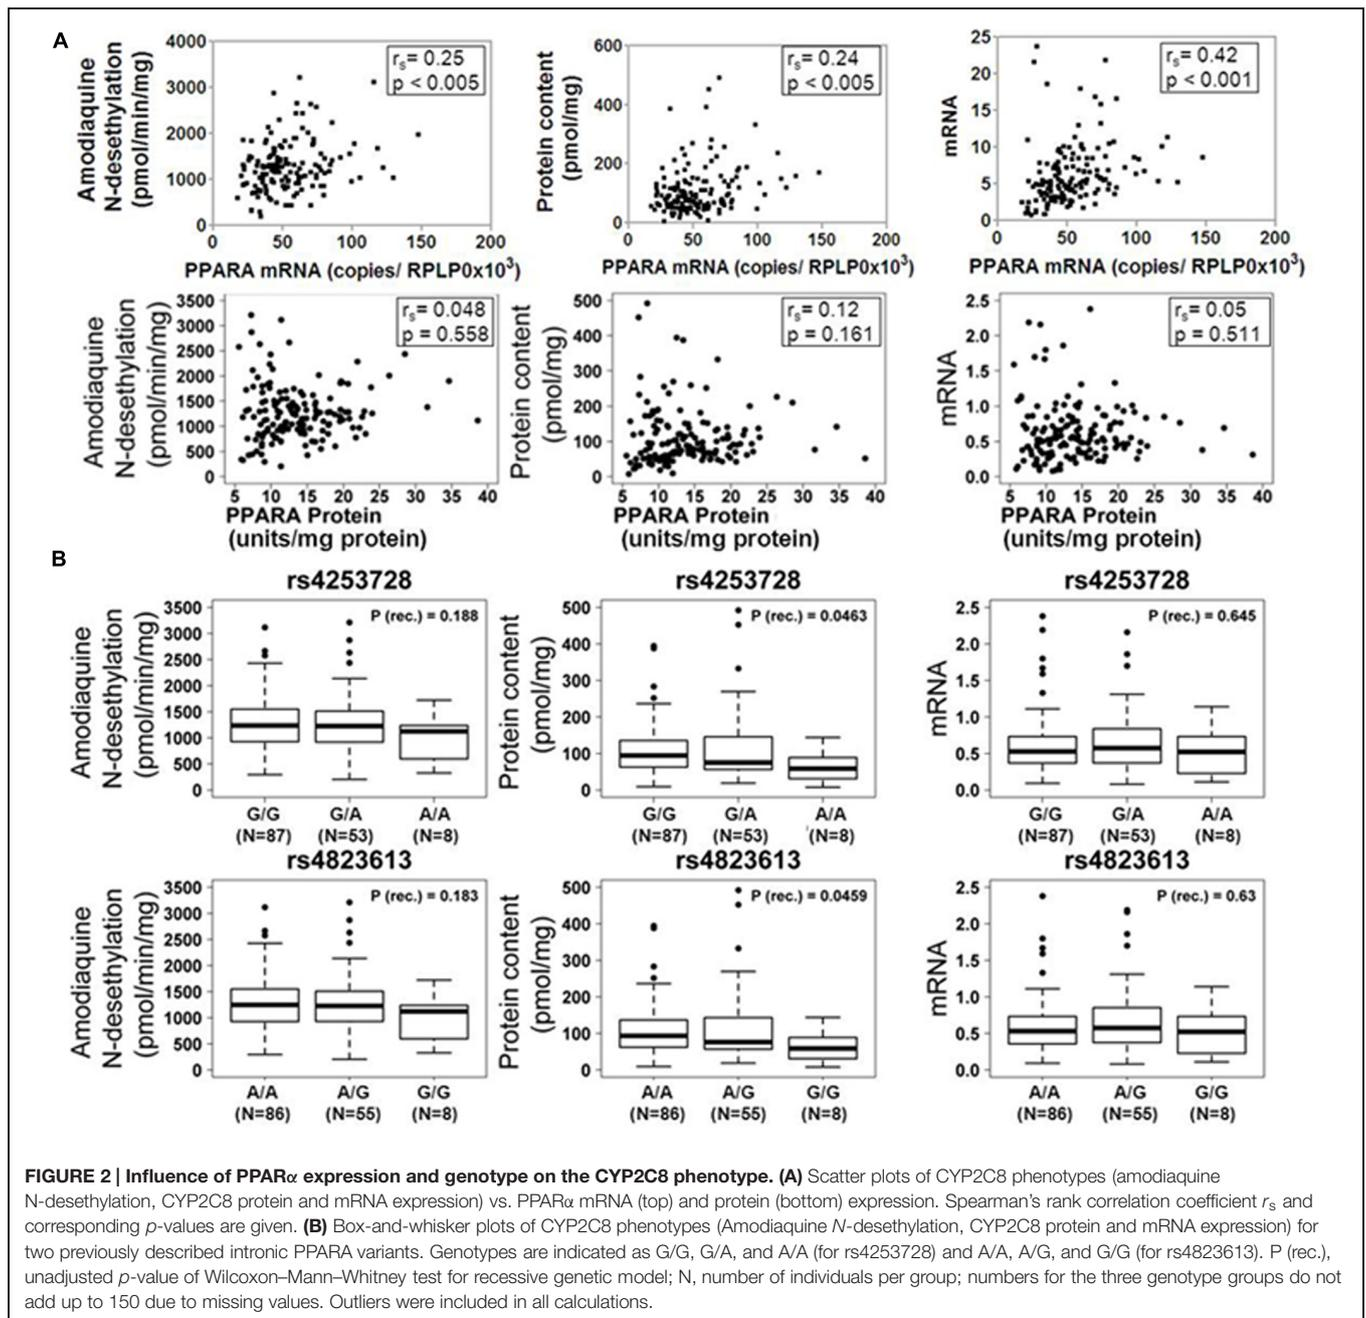 A
Amodiaquine
N-desethylation
(pmol/min/mg)
4000
3000
2000
1000
0
0 50 100 150 200
rs= 0.25
p < 0.005
PPARA mRNA (copies/ RPLP0x10³)
Protein content
(pmol/mg)
600
400
200
0
0 50 100 150 200
rs= 0.24
p < 0.005
PPARA mRNA (copies/ RPLP0x10³)
mRNA
25
20
15
10
5
0
0 50 100 150 200
rs= 0.42
p < 0.001
PPARA mRNA (copies/ RPLP0x10³)
Amodiaquine
N-desethylation
(pmol/min/mg)
3500
3000
2500
2000
1500
1000
500
0
5 10 15 20 25 30 35 40
rs= 0.048
p = 0.558
PPARA Protein
(units/mg protein)
Protein content
(pmol/mg)
500
400
300
200
100
0
5 10 15 20 25 30 35 40
rs= 0.12
p = 0.161
PPARA Protein
(units/mg protein)
mRNA
2.5
2.0
1.5
1.0
0.5
0.0
5 10 15 20 25 30 35 40
rs= 0.05
p = 0.511
PPARA Protein
(units/mg protein)
B
rs4253728
Amodiaquine
N-desethylation
(pmol/min/mg)
3500
3000
2500
2000
1500
1000
500
0
P (rec.) = 0.188
G/G G/A A/A
(N=87) (N=53) (N=8)
rs4253728
Protein content
(pmol/mg)
500
400
300
200
100
0
P (rec.) = 0.0463
G/G G/A A/A
(N=87) (N=53) (N=8)
rs4253728
mRNA
2.5
2.0
1.5
1.0
0.5
0.0
P (rec.) = 0.645
G/G G/A A/A
(N=87) (N=53) (N=8)
rs4823613
Amodiaquine
N-desethylation
(pmol/min/mg)
3500
3000
2500
2000
1500
1000
500
0
P (rec.) = 0.183
A/A A/G G/G
(N=86) (N=55) (N=8)
rs4823613
Protein content
(pmol/mg)
500
400
300
200
100
0
P (rec.) = 0.0459
A/A A/G G/G
(N=86) (N=55) (N=8)
rs4823613
mRNA
2.5
2.0
1.5
1.0
0.5
0.0
P (rec.) = 0.63
A/A A/G G/G
(N=86) (N=55) (N=8)
FIGURE 2 | Influence of PPARα expression and genotype on the CYP2C8 phenotype. (A) Scatter plots of CYP2C8 phenotypes (amodiaquine
N-desethylation, CYP2C8 protein and mRNA expression) vs. PPARα mRNA (top) and protein (bottom) expression. Spearman's rank correlation coefficient rs and
corresponding p-values are given. (B) Box-and-whisker plots of CYP2C8 phenotypes (Amodiaquine N-desethylation, CYP2C8 protein and mRNA expression) for
two previously described intronic PPARA variants. Genotypes are indicated as G/G, G/A, and A/A (for rs4253728) and A/A, A/G, and G/G (for rs4823613). P (rec.),
unadjusted p-value of Wilcoxon–Mann–Whitney test for recessive genetic model; N, number of individuals per group; numbers for the three genotype groups do not
add up to 150 due to missing values. Outliers were included in all calculations.